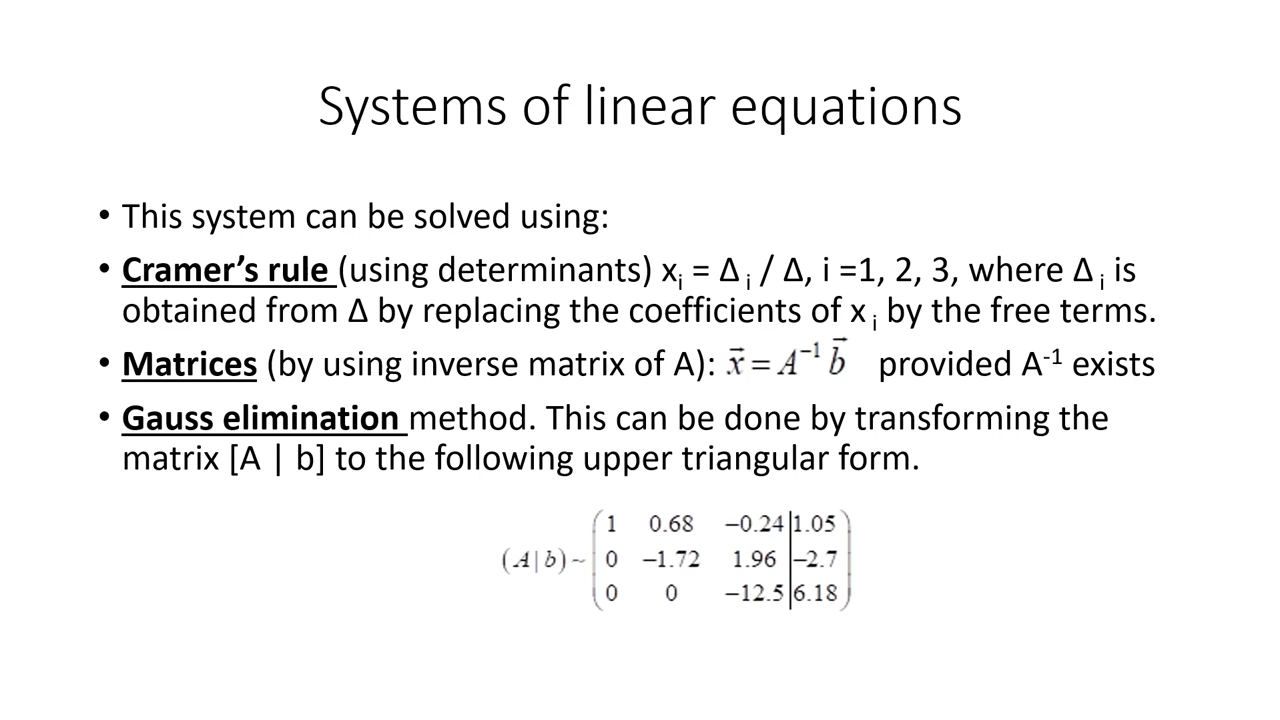 Systems of linear equations
• This system can be solved using:
• Cramer’s rule (using determinants) xᵢ = Δ ᵢ / Δ, i =1, 2, 3, where Δ ᵢ is
obtained from Δ by replacing the coefficients of x ᵢ by the free terms.
• Matrices (by using inverse matrix of A): x⃗ = A⁻¹ b⃗ provided A⁻¹ exists
• Gauss elimination method. This can be done by transforming the
matrix [A | b] to the following upper triangular form.
1 0.68 −0.24 | 1.05
(A|b) ~ 0 −1.72 1.96 | −2.7
0 0 −12.5 | 6.18